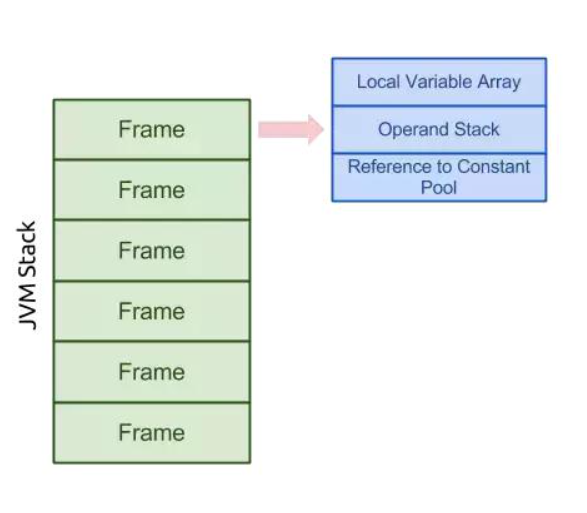 JVM Stack
Frame
Frame
Frame
Frame
Frame
Frame
Local Variable Array
Operand Stack
Reference to Constant
Pool